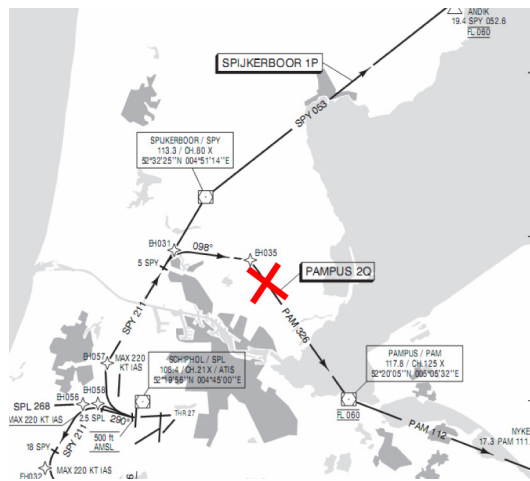 ANDIK
19.4 SPY 052.6
FL 060
SPIJKERBOOR 1P
SPY 053
SPIJKERBOOR / SPY
113.3 / CH.80 X
52°32'25''N 004°51'14''E
EH031
098°
EH035
5 SPY
PAMPUS 2Q
SPY 211
PAM 326
EH057
MAX 220
KT IAS
SCHIPHOL / SPL
108.4 / CH.21X / ATIS
52°19'56''N 004°45'00''E
PAMPUS / PAM
117.8 / CH.125 X
52°20'05''N 005°05'32''E
EH056
EH058
SPL 268
MAX 220 KT IAS
2.5 SPL
290°
THR 27
FL 060
500 ft
AMSL
PAM 112
NYKE
17.3 PAM 111.
SPY 211
18 SPY
EH032
MAX 220 KT IAS